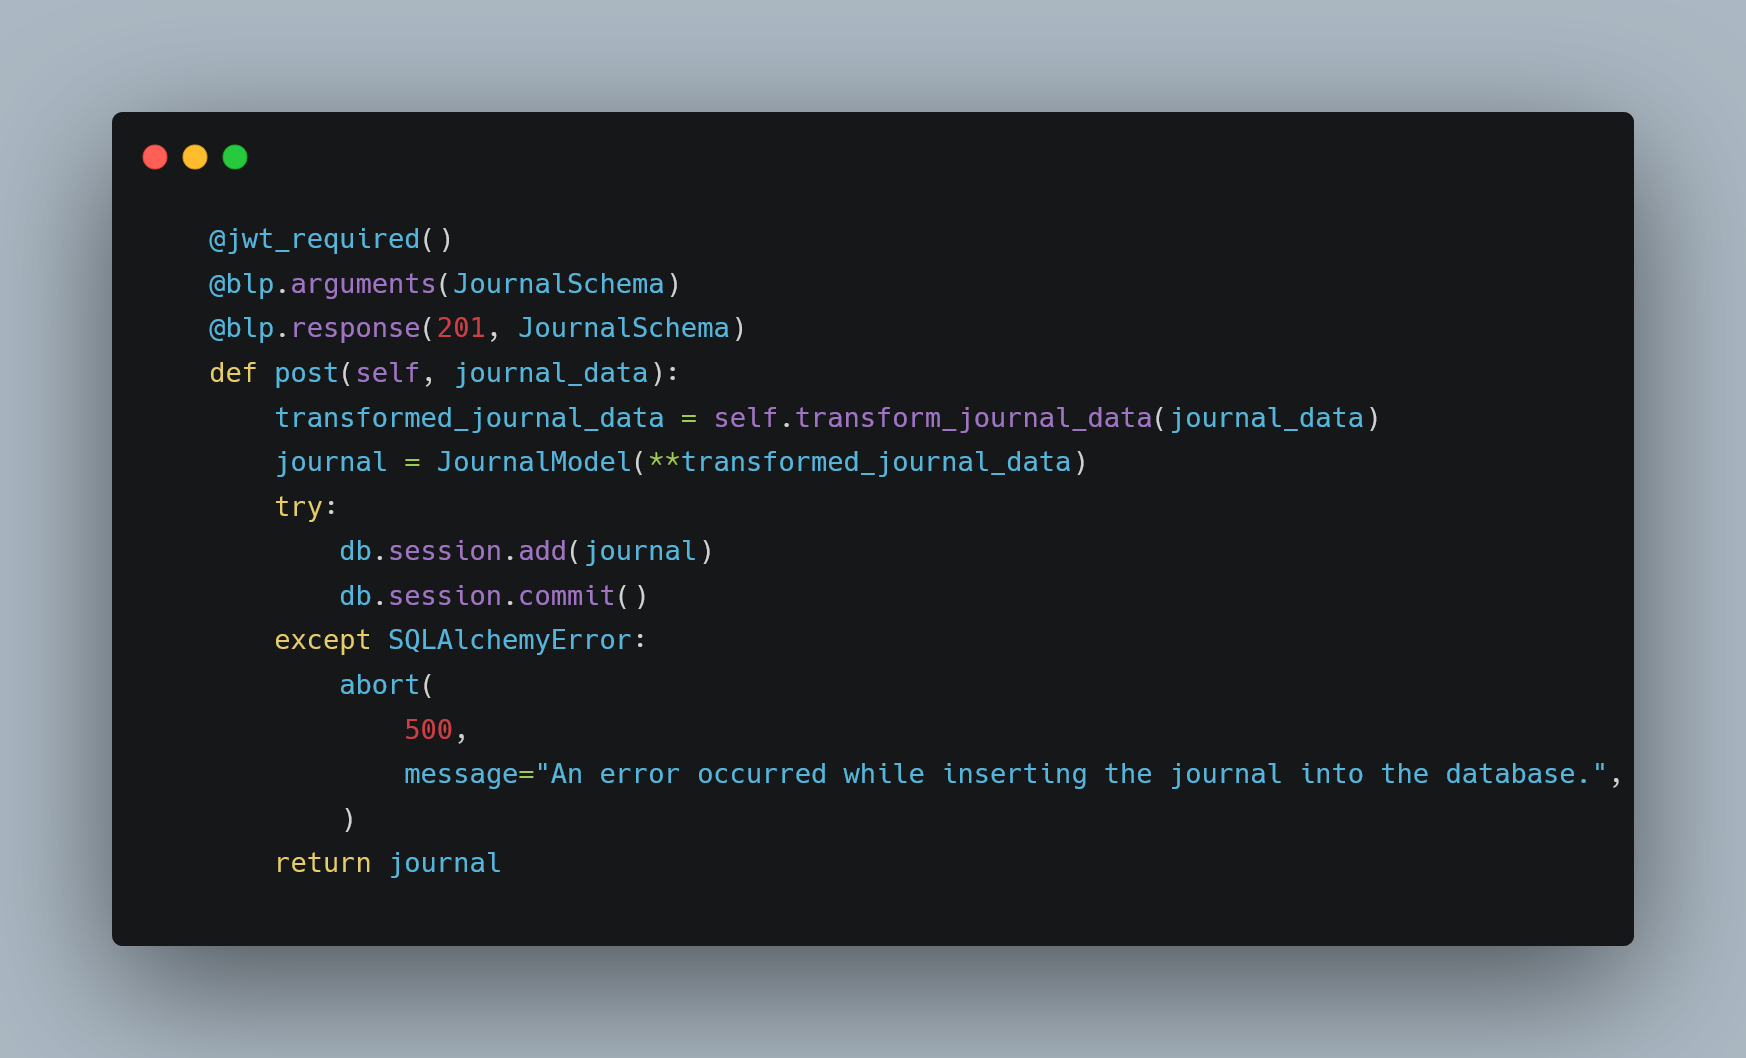 @jwt_required()
@blp.arguments(JournalSchema)
@blp.response(201, JournalSchema)
def post(self, journal_data):
    transformed_journal_data = self.transform_journal_data(journal_data)
    journal = JournalModel(**transformed_journal_data)
    try:
        db.session.add(journal)
        db.session.commit()
    except SQLAlchemyError:
        abort(
            500,
            message="An error occurred while inserting the journal into the database.",
        )
    return journal